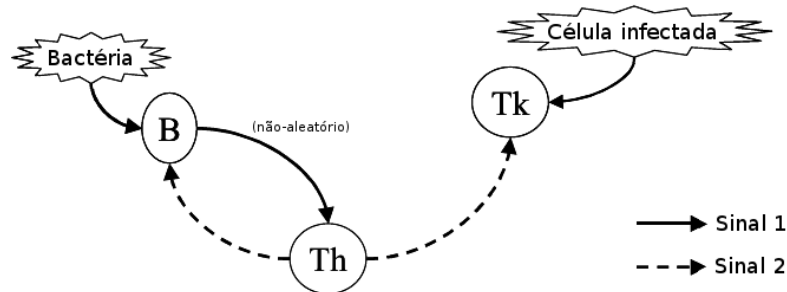 Bactéria
Célula infectada
B
(não-aleatório)
Tk
Th
Sinal 1
Sinal 2